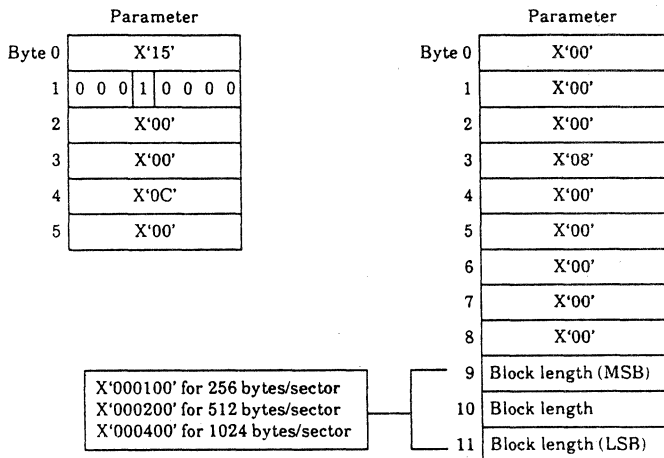 Parameter
Byte 0 X‘15’
1 0 0 0 1 0 0 0 0
2 X‘00’
3 X‘00’
4 X‘0C’
5 X‘00’
Parameter
Byte 0 X‘00’
1 X‘00’
2 X‘00’
3 X‘08’
4 X‘00’
5 X‘00’
6 X‘00’
7 X‘00’
8 X‘00’
9 Block length (MSB)
10 Block length
11 Block length (LSB)
X‘000100’ for 256 bytes/sector
X‘000200’ for 512 bytes/sector
X‘000400’ for 1024 bytes/sector